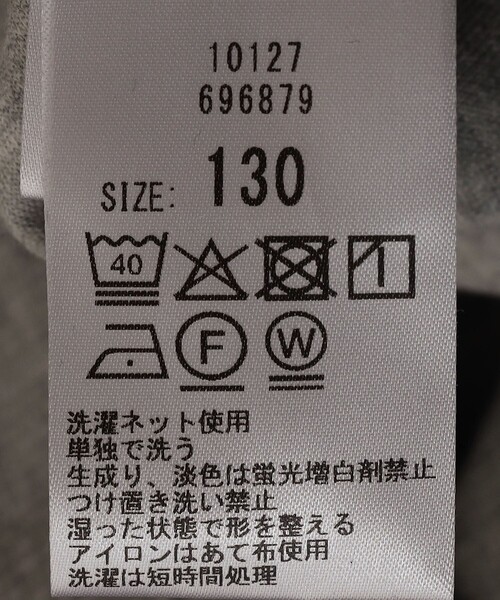 10127
696879
SIZE: 130
40
F W
洗濯ネット使用
単独で洗う
生成り、淡色は蛍光増白剤禁止
つけ置き洗い禁止
湿った状態で形を整える
アイロンはあて布使用
洗濯は短時間処理